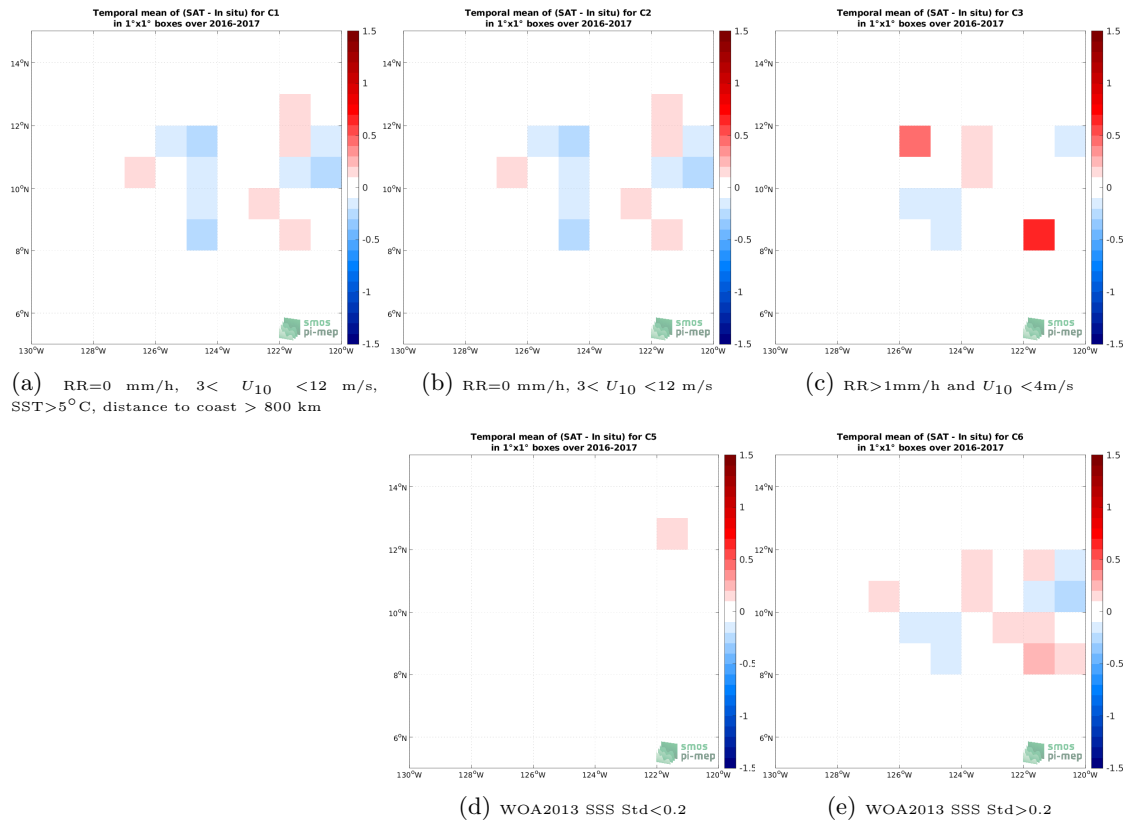 Temporal mean of (SAT - In situ) for C1
in 1°x1° boxes over 2016-2017
14°N
12°N
10°N
8°N
6°N
130°W 128°W 126°W 124°W 122°W 120°W
1.5
1
0.5
0
-0.5
-1
-1.5
smos
pi-mep
(a) RR=0 mm/h, 3< U10 <12 m/s,
SST>5°C, distance to coast > 800 km
Temporal mean of (SAT - In situ) for C2
in 1°x1° boxes over 2016-2017
14°N
12°N
10°N
8°N
6°N
130°W 128°W 126°W 124°W 122°W 120°W
1.5
1
0.5
0
-0.5
-1
-1.5
smos
pi-mep
(b) RR=0 mm/h, 3< U10 <12 m/s
Temporal mean of (SAT - In situ) for C3
in 1°x1° boxes over 2016-2017
14°N
12°N
10°N
8°N
6°N
130°W 128°W 126°W 124°W 122°W 120°W
1.5
1
0.5
0
-0.5
-1
-1.5
smos
pi-mep
(c) RR>1mm/h and U10 <4m/s
Temporal mean of (SAT - In situ) for C5
in 1°x1° boxes over 2016-2017
14°N
12°N
10°N
8°N
6°N
130°W 128°W 126°W 124°W 122°W 120°W
1.5
1
0.5
0
-0.5
-1
-1.5
smos
pi-mep
(d) WOA2013 SSS Std<0.2
Temporal mean of (SAT - In situ) for C6
in 1°x1° boxes over 2016-2017
14°N
12°N
10°N
8°N
6°N
130°W 128°W 126°W 124°W 122°W 120°W
1.5
1
0.5
0
-0.5
-1
-1.5
smos
pi-mep
(e) WOA2013 SSS Std>0.2